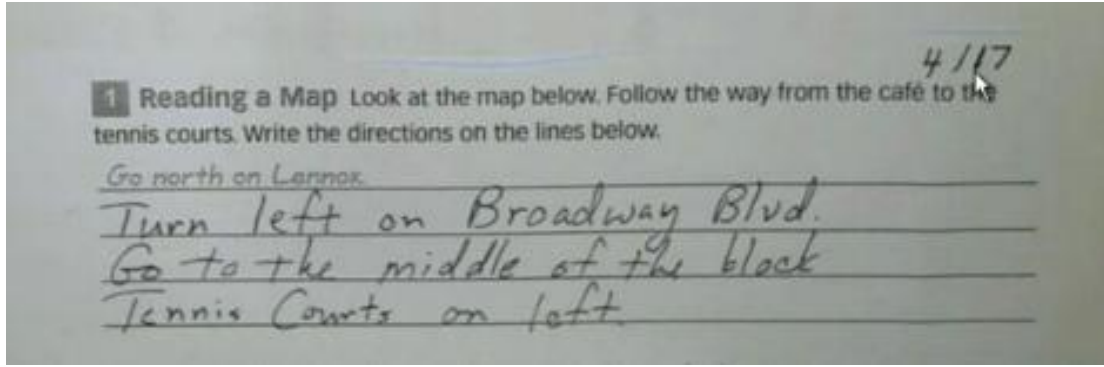 4/17
1 Reading a Map Look at the map below. Follow the way from the café to the
tennis courts. Write the directions on the lines below.
Go north on Lennox.
Turn left on Broadway Blvd.
Go to the middle of the block
Tennis Courts on left.